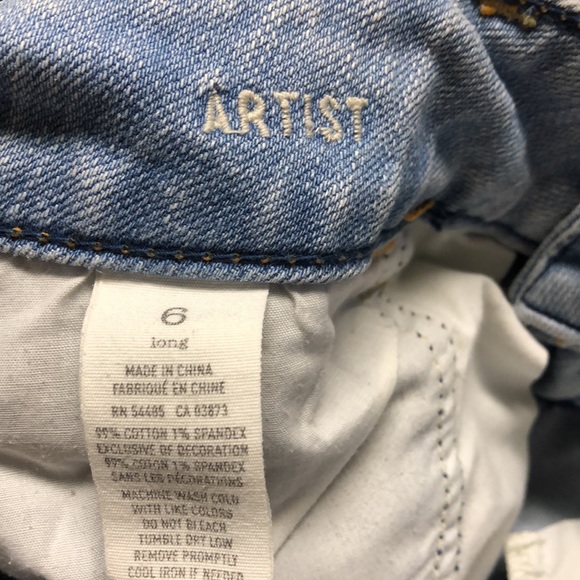 ARTIST
6
long
MADE IN CHINA
FABRIQUÉ EN CHINE
RN 54485 CA 03873
99% COTTON 1% SPANDEX
EXCLUSIVE OF DECORATION
99% COTON 1% SPANDEX
SANS LES DÉCORATIONS
MACHINE WASH COLD
WITH LIKE COLORS
DO NOT BLEACH
TUMBLE DRY LOW
REMOVE PROMPTLY
COOL IRON IF NEEDED